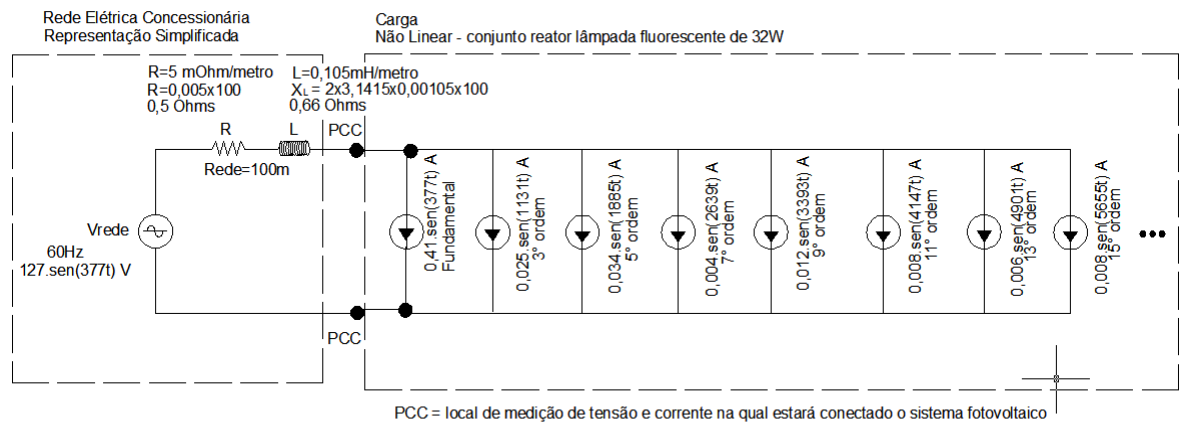 Rede Elétrica Concessionária
Representação Simplificada
Carga
Não Linear - conjunto reator lâmpada fluorescente de 32W
R=5 mOhm/metro
R=0,005x100
0,5 Ohms
L=0,105mH/metro
XL = 2x3,1415x0,00105x100
0,66 Ohms
R
L
PCC
Rede=100m
Vrede
60Hz
127.sen(377t) V
0,41.sen(377t) A
Fundamental
0,025.sen(1131t) A
3° ordem
0,034.sen(1885t) A
5° ordem
0,004.sen(2639t) A
7° ordem
0,012.sen(3393t) A
9° ordem
0,008.sen(4147t) A
11° ordem
0,006.sen(4901t) A
13° ordem
0,008.sen(5655t) A
15° ordem
PCC
PCC = local de medição de tensão e corrente na qual estará conectado o sistema fotovoltaico